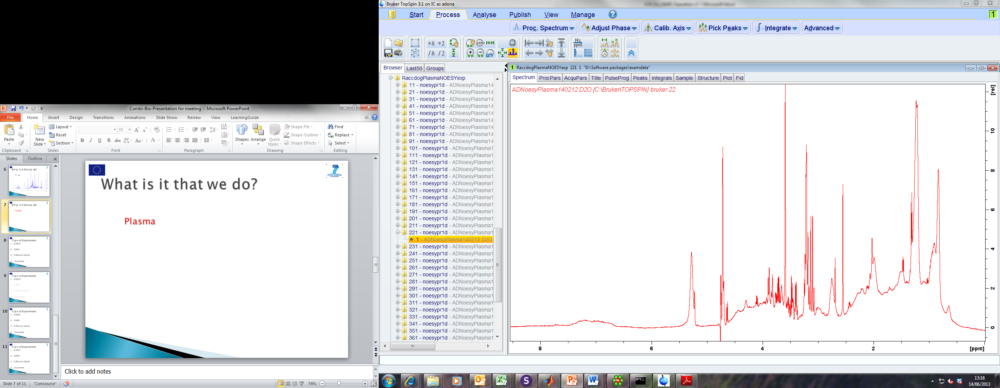 Combi-Bio-Presentation for meeting - Microsoft PowerPoint
File Home Insert Design Transitions Animations Slide Show Review View LearningGuide
Paste
Clipboard
New Slide
Layout
Reset
Section
Slides
35
Font
Paragraph
Shapes
Arrange
Quick Styles
Shape Fill
Shape Outline
Shape Effects
Drawing
Find
Replace
Select
Editing
Slides Outline
6
What is it that we do?
7
What is it that we do?
Plasma
8
Type of Experiments
1. NOESY
2. CPMG
3. Diffusion Edited
4. J Resolved
9
Type of Experiments
1. NOESY
2. CPMG
3. Diffusion Edited
4. J Resolved
10
Type of Experiments
1. NOESY
2. CPMG
3. Diffusion Edited
4. J Resolved
11
Type of Experiments
1. NOESY
2. CPMG
3. Diffusion Edited
4. J Resolved
What is it that we do?
Plasma
7
SEVENTH FRAMEWORK
PROGRAMME
Click to add notes
Slide 7 of 11 "Concourse" 74%
Bruker TopSpin 3.1 on IC as adona
Start Process Analyse Publish View Manage ? 1
Proc. Spectrum Adjust Phase Calib. Axis Pick Peaks Integrate Advanced
*8 *2
/8 /2
ppm
Hz
ppm
Browser Last50 Groups
RaccdogPlasmaNOESYexp
11 - noesypr1d - ADNoesyPlasma14
21 - noesypr1d - ADNoesyPlasma14
31 - noesypr1d - ADNoesyPlasma14
41 - noesypr1d - ADNoesyPlasma14
51 - noesypr1d - ADNoesyPlasma14
61 - noesypr1d - ADNoesyPlasma14
71 - noesypr1d - ADNoesyPlasma14
81 - noesypr1d - ADNoesyPlasma14
91 - noesypr1d - ADNoesyPlasma14
101 - noesypr1d - ADNoesyPlasma1
111 - noesypr1d - ADNoesyPlasma1
121 - noesypr1d - ADNoesyPlasma1
131 - noesypr1d - ADNoesyPlasma1
141 - noesypr1d - ADNoesyPlasma1
151 - noesypr1d - ADNoesyPlasma1
161 - noesypr1d - ADNoesyPlasma1
171 - noesypr1d - ADNoesyPlasma1
181 - noesypr1d - ADNoesyPlasma1
191 - noesypr1d - ADNoesyPlasma1
201 - noesypr1d - ADNoesyPlasma1
211 - noesypr1d - ADNoesyPlasma1
221 - noesypr1d - ADNoesyPlasma1
1 - ADNoesyPlasma140212 D2O
231 - noesypr1d - ADNoesyPlasma1
241 - noesypr1d - ADNoesyPlasma1
251 - noesypr1d - ADNoesyPlasma1
261 - noesypr1d - ADNoesyPlasma1
271 - noesypr1d - ADNoesyPlasma1
281 - noesypr1d - ADNoesyPlasma1
291 - noesypr1d - ADNoesyPlasma1
301 - noesypr1d - ADNoesyPlasma1
311 - noesypr1d - ADNoesyPlasma1
321 - noesypr1d - ADNoesyPlasma1
331 - noesypr1d - ADNoesyPlasma1
341 - noesypr1d - ADNoesyPlasma1
351 - noesypr1d - ADNoesyPlasma1
361 - noesypr1d - ADNoesyPlasma1
1 RaccdogPlasmaNOESYexp 221 1 "D:\Software packages\examdata"
Spectrum ProcPars AcquPars Title PulseProg Peaks Integrals Sample Structure Plot Fid
ADNoesyPlasma140212 D2O {C:\Bruker\TOPSPIN} bruker 22
[rel]
10
8
6
4
2
0
8 6 4 2 [ppm]
13:18
14/06/2013